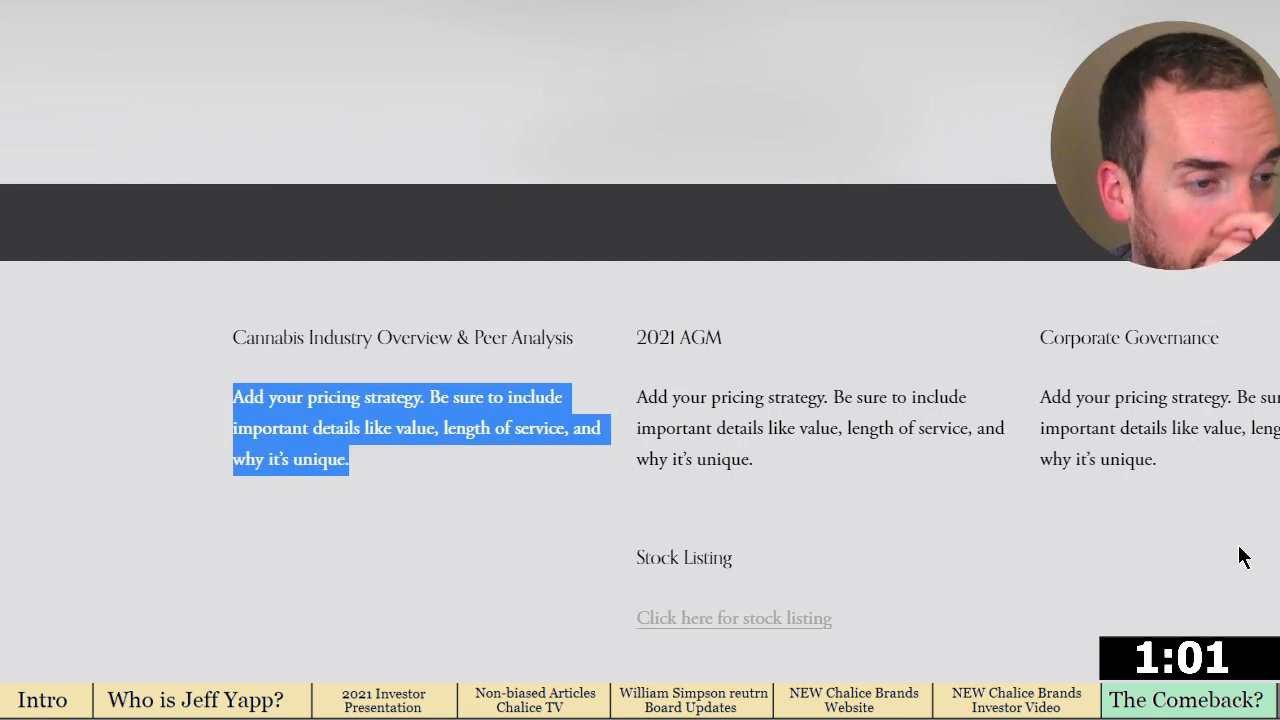 Cannabis Industry Overview & Peer Analysis
Add your pricing strategy. Be sure to include
important details like value, length of service, and
why it's unique.
2021 AGM
Add your pricing strategy. Be sure to include
important details like value, length of service, and
why it's unique.
Corporate Governance
Add your pricing strategy. Be
important details like value,
why it's unique.
Stock Listing
Click here for stock listing
1:01
Intro
Who is Jeff Yapp?
2021 Investor
Presentation
Non-biased Articles
Chalice TV
William Simpson reutrn
Board Updates
NEW Chalice Brands
Website
NEW Chalice Brands
Investor Video
The Comeback?